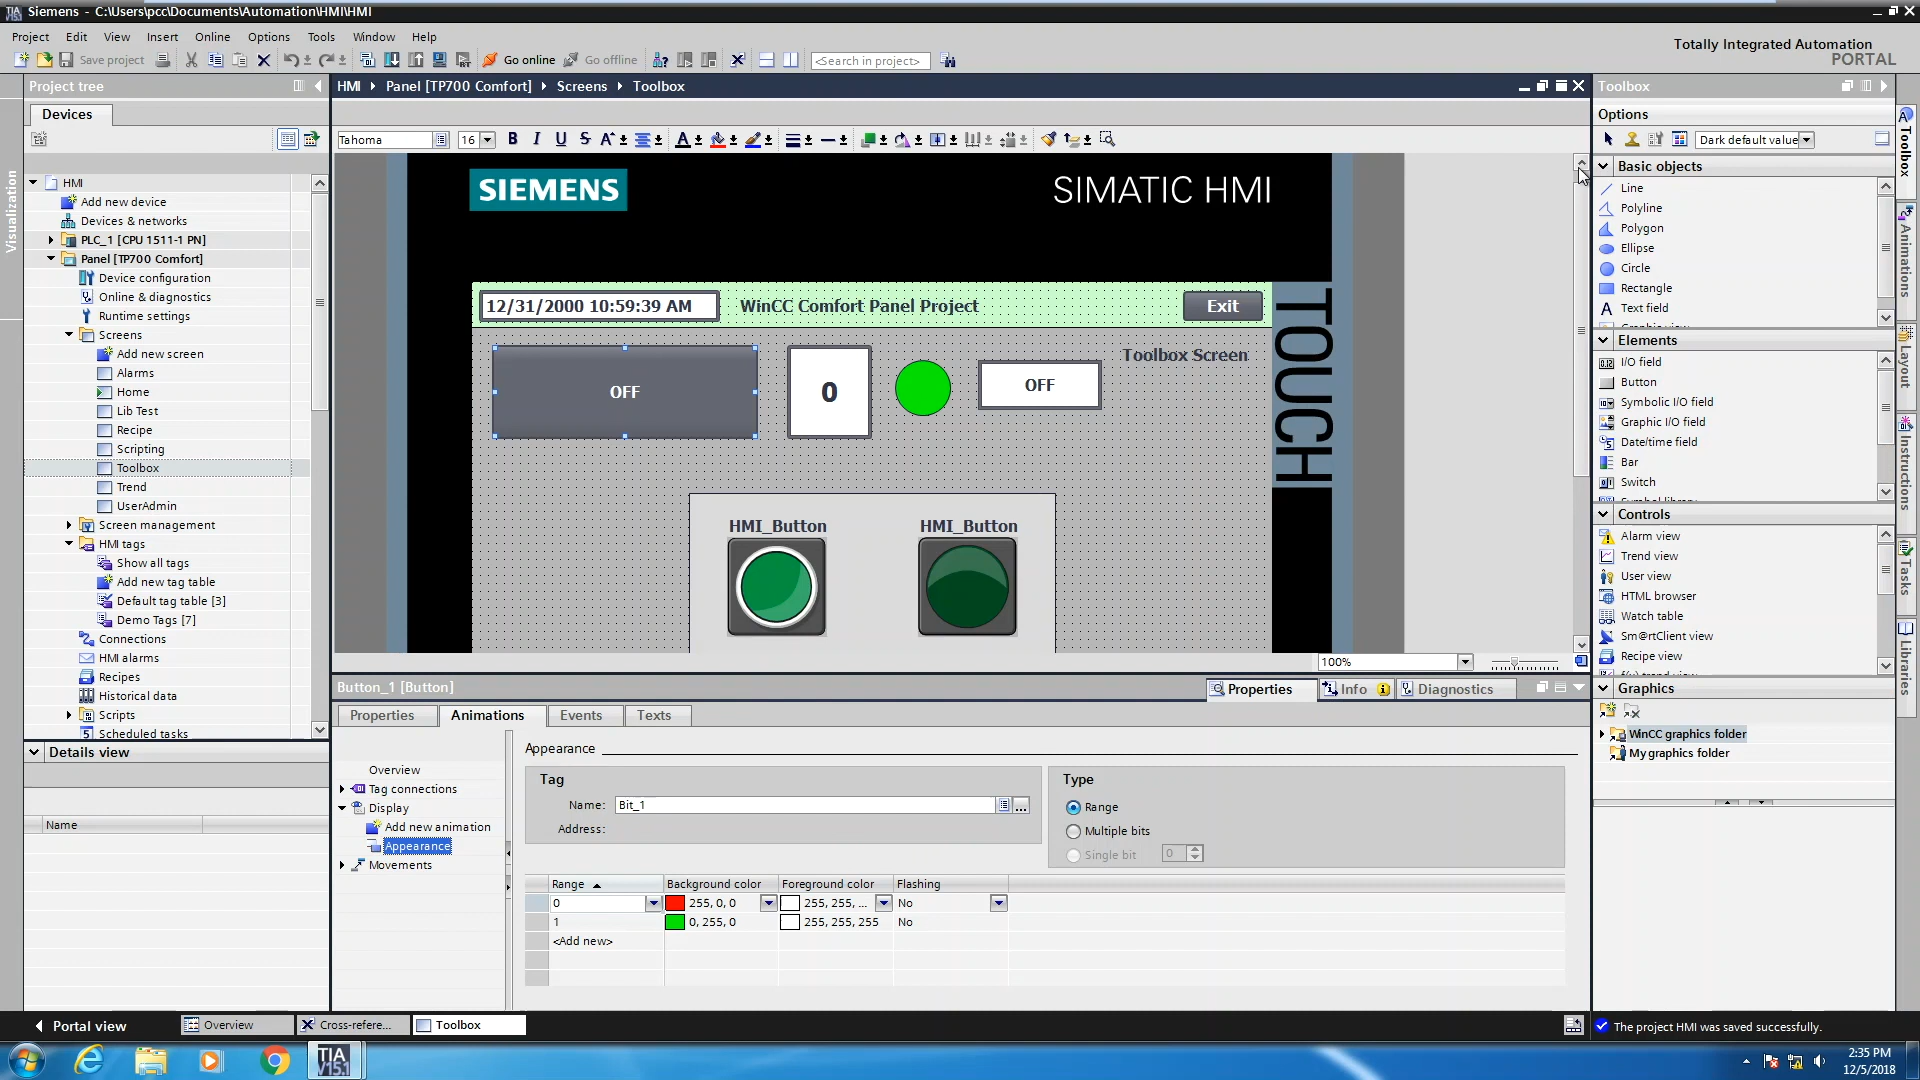 Siemens - C:\Users\pcc\Documents\Automation\HMI\HMI
Project Edit View Insert Online Options Tools Window Help
Totally Integrated Automation
PORTAL
Save project
Go online
Go offline
<Search in project>
Project tree
HMI
Panel [TP700 Comfort]
Screens
Toolbox
Toolbox
Devices
Options
Tahoma
16
B I U S A
Dark default value
Visualization
HMI
Add new device
Devices & networks
PLC_1 [CPU 1511-1 PN]
Panel [TP700 Comfort]
Device configuration
Online & diagnostics
Runtime settings
Screens
Add new screen
Alarms
Home
Lib Test
Recipe
Scripting
Toolbox
Trend
UserAdmin
Screen management
HMI tags
Show all tags
Add new tag table
Default tag table [3]
Demo Tags [7]
Connections
HMI alarms
Recipes
Historical data
Scripts
Scheduled tasks
Details view
Name
SIEMENS
SIMATIC HMI
12/31/2000 10:59:39 AM
WinCC Comfort Panel Project
Exit
TOUCH
OFF
0
OFF
Toolbox Screen
HMI_Button
HMI_Button
100%
Basic objects
Line
Polyline
Polygon
Ellipse
Circle
Rectangle
Text field
Elements
I/O field
Button
Symbolic I/O field
Graphic I/O field
Date/time field
Bar
Switch
Controls
Alarm view
Trend view
User view
HTML browser
Watch table
Sm@rtClient view
Recipe view
Graphics
WinCC graphics folder
My graphics folder
Toolbox
Animations
Layout
Instructions
Tasks
Libraries
Button_1 [Button]
Properties
Info
Diagnostics
Properties
Animations
Events
Texts
Overview
Tag connections
Display
Add new animation
Appearance
Movements
Appearance
Tag
Name:
Bit_1
Address:
Type
Range
Multiple bits
Single bit
0
Range
Background color
Foreground color
Flashing
0
255, 0, 0
255, 255, ...
No
1
0, 255, 0
255, 255, 255
No
<Add new>
Portal view
Overview
Cross-refere...
Toolbox
The project HMI was saved successfully.
TIA
V15.1
2:35 PM
12/5/2018